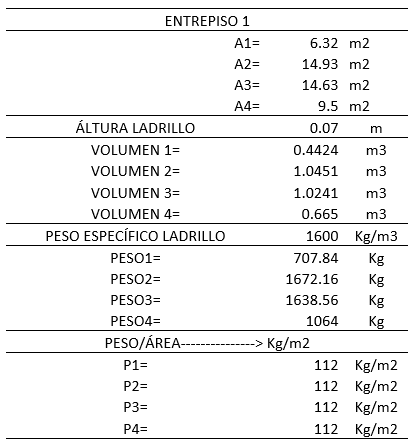 ENTREPISO 1
A1= 6.32 m2
A2= 14.93 m2
A3= 14.63 m2
A4= 9.5 m2
ÁLTURA LADRILLO 0.07 m
VOLUMEN 1= 0.4424 m3
VOLUMEN 2= 1.0451 m3
VOLUMEN 3= 1.0241 m3
VOLUMEN 4= 0.665 m3
PESO ESPECÍFICO LADRILLO 1600 Kg/m3
PESO1= 707.84 Kg
PESO2= 1672.16 Kg
PESO3= 1638.56 Kg
PESO4= 1064 Kg
PESO/ÁREA---------------> Kg/m2
P1= 112 Kg/m2
P2= 112 Kg/m2
P3= 112 Kg/m2
P4= 112 Kg/m2